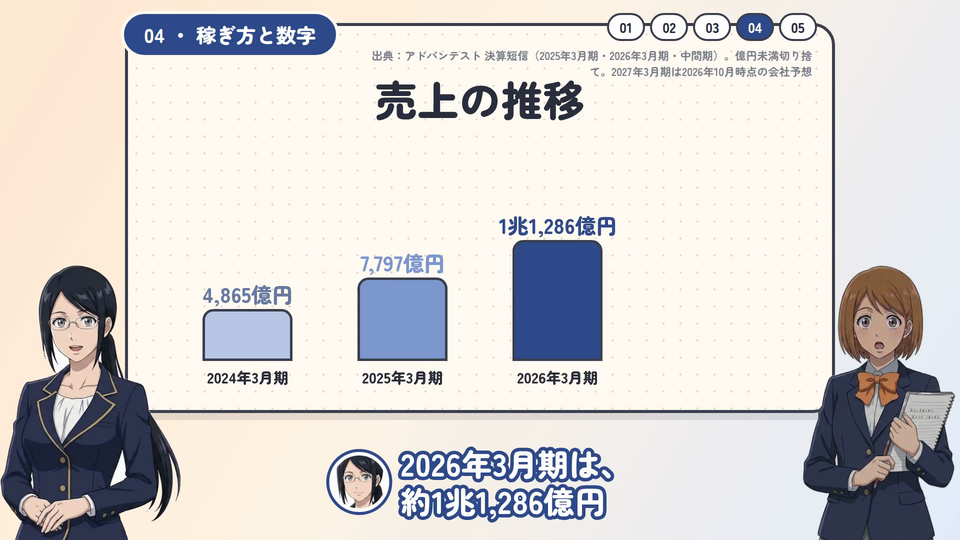 04 ・ 稼ぎ方と数字
01 02 03 04 05
出典：アドバンテスト 決算短信（2025年3月期・2026年3月期・中間期）。億円未満切り捨
て。2027年3月期は2026年10月時点の会社予想
売上の推移
1兆1,286億円
7,797億円
4,865億円
2024年3月期 2025年3月期 2026年3月期
2026年3月期は、
約1兆1,286億円